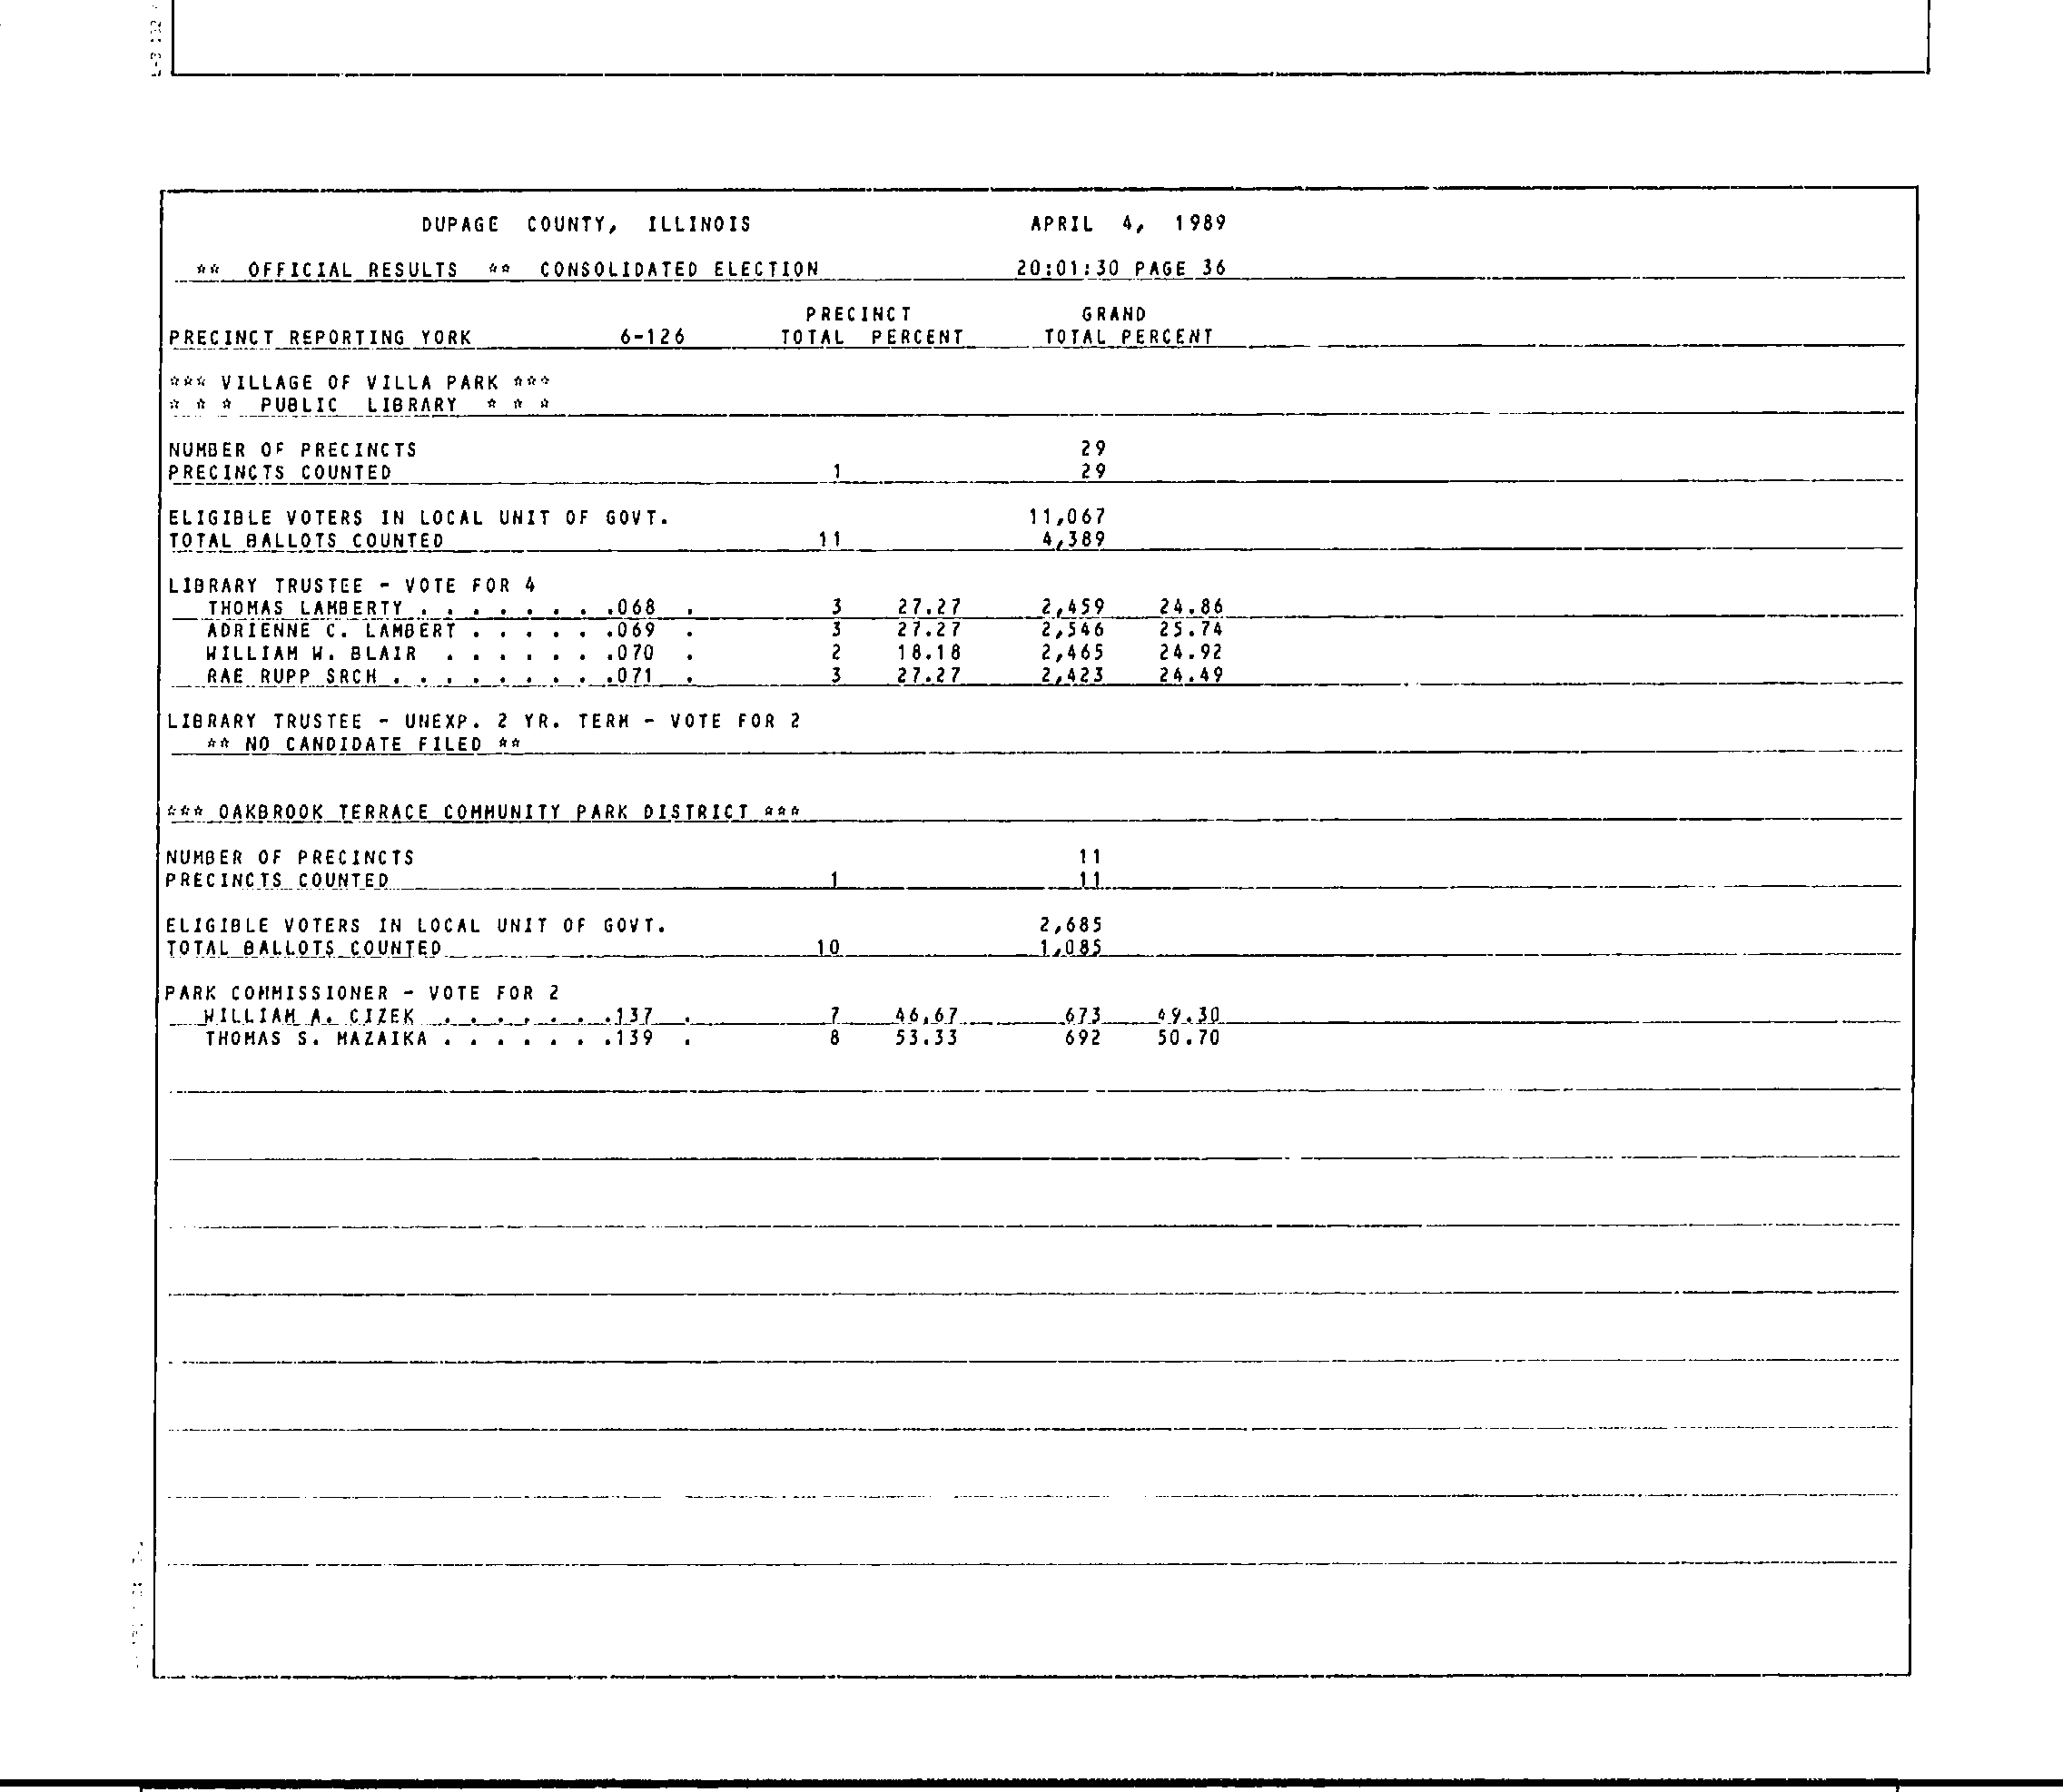 DUPAGE COUNTY, ILLINOIS APRIL 4, 1989
** OFFICIAL RESULTS ** CONSOLIDATED ELECTION 20:01:30 PAGE 36
PRECINCT GRAND
PRECINCT REPORTING YORK 6-126 TOTAL PERCENT TOTAL PERCENT
*** VILLAGE OF VILLA PARK ***
* * * PUBLIC LIBRARY * * *
NUMBER OF PRECINCTS 29
PRECINCTS COUNTED 1 29
ELIGIBLE VOTERS IN LOCAL UNIT OF GOVT. 11,067
TOTAL BALLOTS COUNTED 11 4,389
LIBRARY TRUSTEE - VOTE FOR 4
THOMAS LAMBERTY . . . . . . . .068 . 3 27.27 2,459 24.86
ADRIENNE C. LAMBERT . . . . . .069 . 3 27.27 2,546 25.74
WILLIAM W. BLAIR . . . . . . .070 . 2 18.18 2,465 24.92
RAE RUPP SRCH . . . . . . . . .071 . 3 27.27 2,423 24.49
LIBRARY TRUSTEE - UNEXP. 2 YR. TERM - VOTE FOR 2
** NO CANDIDATE FILED **
*** OAKBROOK TERRACE COMMUNITY PARK DISTRICT ***
NUMBER OF PRECINCTS 11
PRECINCTS COUNTED 1 11
ELIGIBLE VOTERS IN LOCAL UNIT OF GOVT. 2,685
TOTAL BALLOTS COUNTED 10 1,085
PARK COMMISSIONER - VOTE FOR 2
WILLIAM A. CIZEK . . . . . . .137 . 7 46.67 673 49.30
THOMAS S. MAZAIKA . . . . . . .139 . 8 53.33 692 50.70